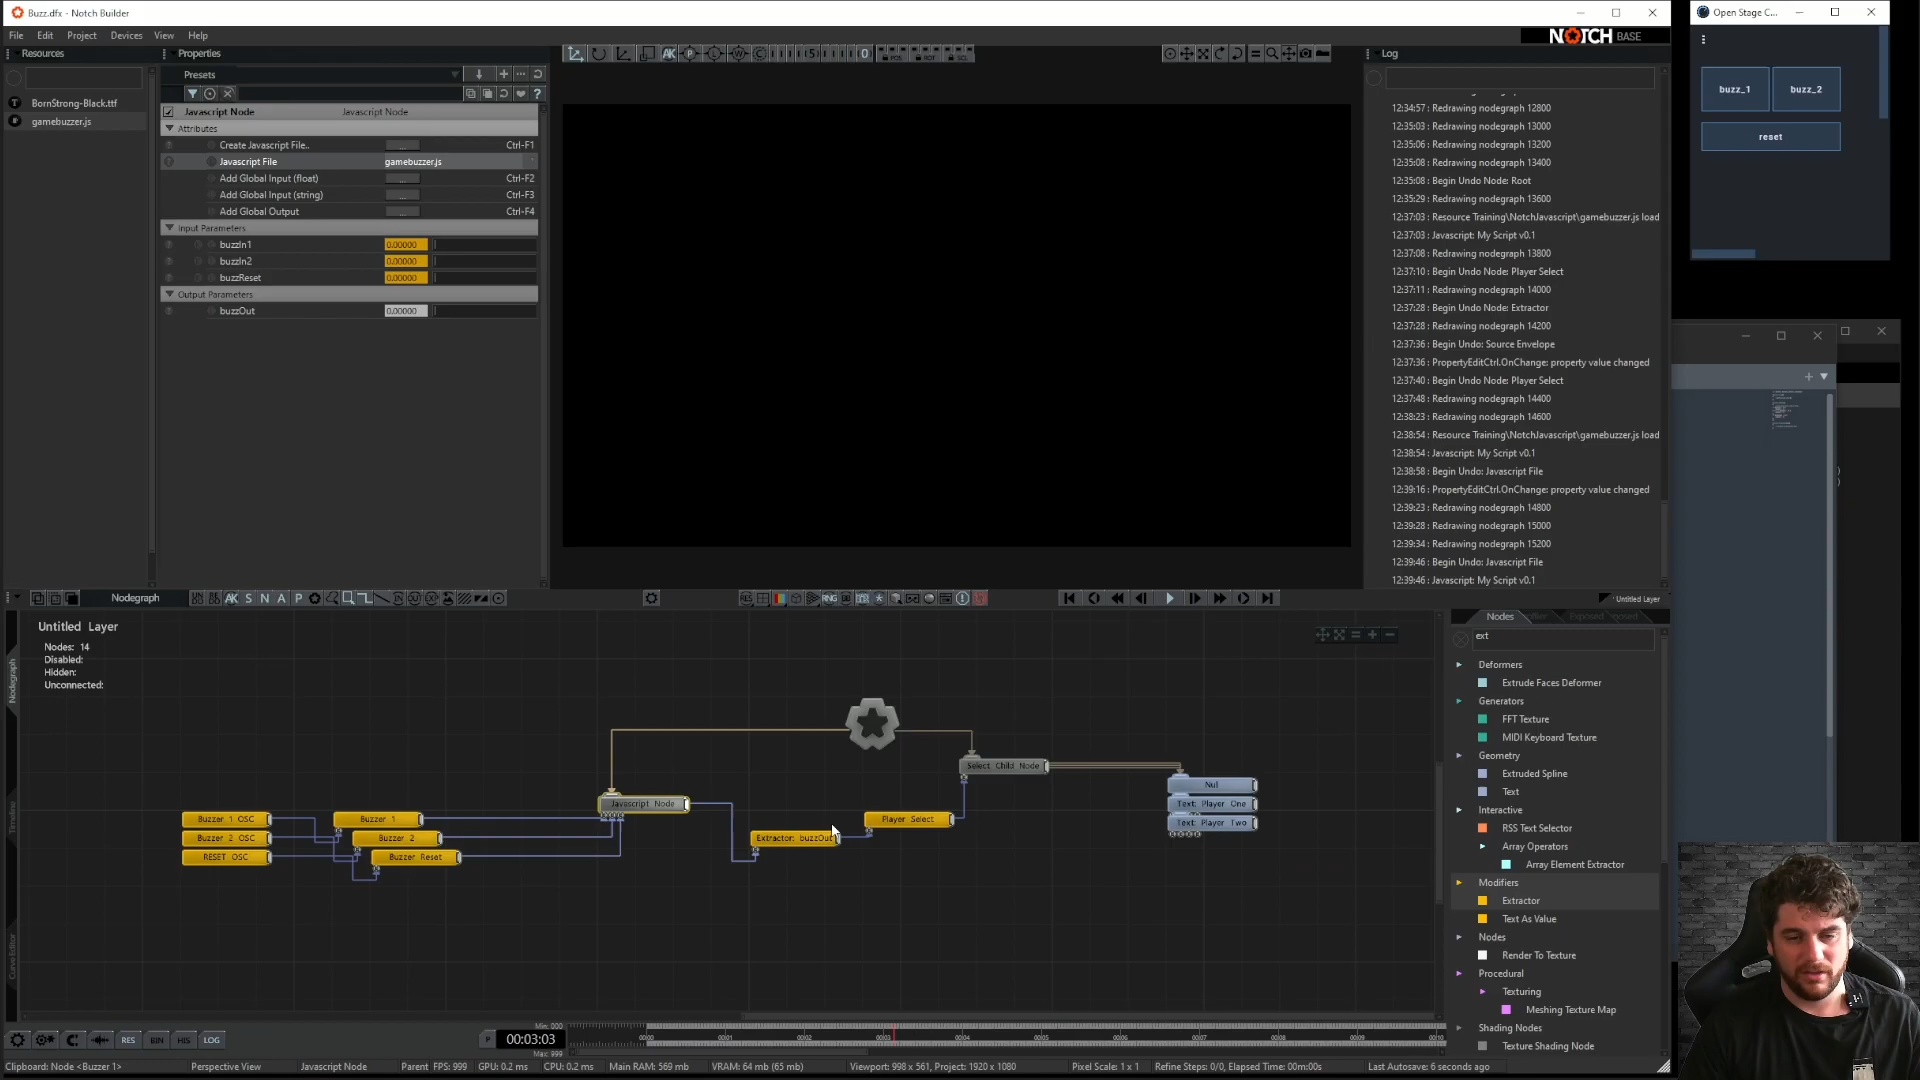 Buzz.dfx - Notch Builder
Open Stage C...
File Edit Project Devices View Help
NOTCH BASE
Resources
Properties
Log
Presets
BornStrong-Black.ttf
gamebuzzer.js
Javascript Node Javascript Node
Attributes
Create Javascript File.. ... Ctrl-F1
Javascript File gamebuzzer.js
Add Global Input (float) ... Ctrl-F2
Add Global Input (string) ... Ctrl-F3
Add Global Output ... Ctrl-F4
Input Parameters
buzzIn1 0.00000
buzzIn2 0.00000
buzzReset 0.00000
Output Parameters
buzzOut 0.00000
12:34:57 : Redrawing nodegraph 12800
12:35:03 : Redrawing nodegraph 13000
12:35:06 : Redrawing nodegraph 13200
12:35:08 : Redrawing nodegraph 13400
12:35:08 : Begin Undo Node: Root
12:35:29 : Redrawing nodegraph 13600
12:37:03 : Resource Training\NotchJavascript\gamebuzzer.js load
12:37:03 : Javascript: My Script v0.1
12:37:08 : Redrawing nodegraph 13800
12:37:10 : Begin Undo Node: Player Select
12:37:11 : Redrawing nodegraph 14000
12:37:28 : Begin Undo Node: Extractor
12:37:28 : Redrawing nodegraph 14200
12:37:36 : Begin Undo: Source Envelope
12:37:36 : PropertyEditCtrl.OnChange: property value changed
12:37:40 : Begin Undo Node: Player Select
12:37:48 : Redrawing nodegraph 14400
12:38:23 : Redrawing nodegraph 14600
12:38:54 : Resource Training\NotchJavascript\gamebuzzer.js load
12:38:54 : Javascript: My Script v0.1
12:38:58 : Begin Undo: Javascript File
12:39:16 : PropertyEditCtrl.OnChange: property value changed
12:39:23 : Redrawing nodegraph 14800
12:39:28 : Redrawing nodegraph 15000
12:39:34 : Redrawing nodegraph 15200
12:39:46 : Begin Undo: Javascript File
12:39:46 : Javascript: My Script v0.1
buzz_1
buzz_2
reset
Nodegraph
AK S N A P
Untitled Layer
Untitled Layer
Nodes: 14
Disabled:
Hidden:
Unconnected:
Select Child Node
Nul
Text: Player One
Text: Player Two
Javascript Node
Buzzer 1 OSC
Buzzer 2 OSC
RESET OSC
Buzzer 1
Buzzer 2
Buzzer Reset
Extractor: buzzOut
Player Select
Nodegraph
Timeline
Curve Editor
Nodes
ext
Deformers
Extrude Faces Deformer
Generators
FFT Texture
MIDI Keyboard Texture
Geometry
Extruded Spline
Text
Interactive
RSS Text Selector
Array Operators
Array Element Extractor
Modifiers
Extractor
Text As Value
Nodes
Render To Texture
Procedural
Texturing
Meshing Texture Map
Shading Nodes
Texture Shading Node
RES BIN HIS LOG
P 00:03:03
Min: 000
Max: 999
Clipboard: Node <Buzzer 1> Perspective View Javascript Node Parent FPS: 999 GPU: 0.2 ms CPU: 0.2 ms Main RAM: 569 mb VRAM: 64 mb (65 mb) Viewport: 998 x 561, Project: 1920 x 1080 Pixel Scale: 1 x 1 Refine Steps: 0/0, Elapsed Time: 00m:00s Last Autosave: 6 seconds ago